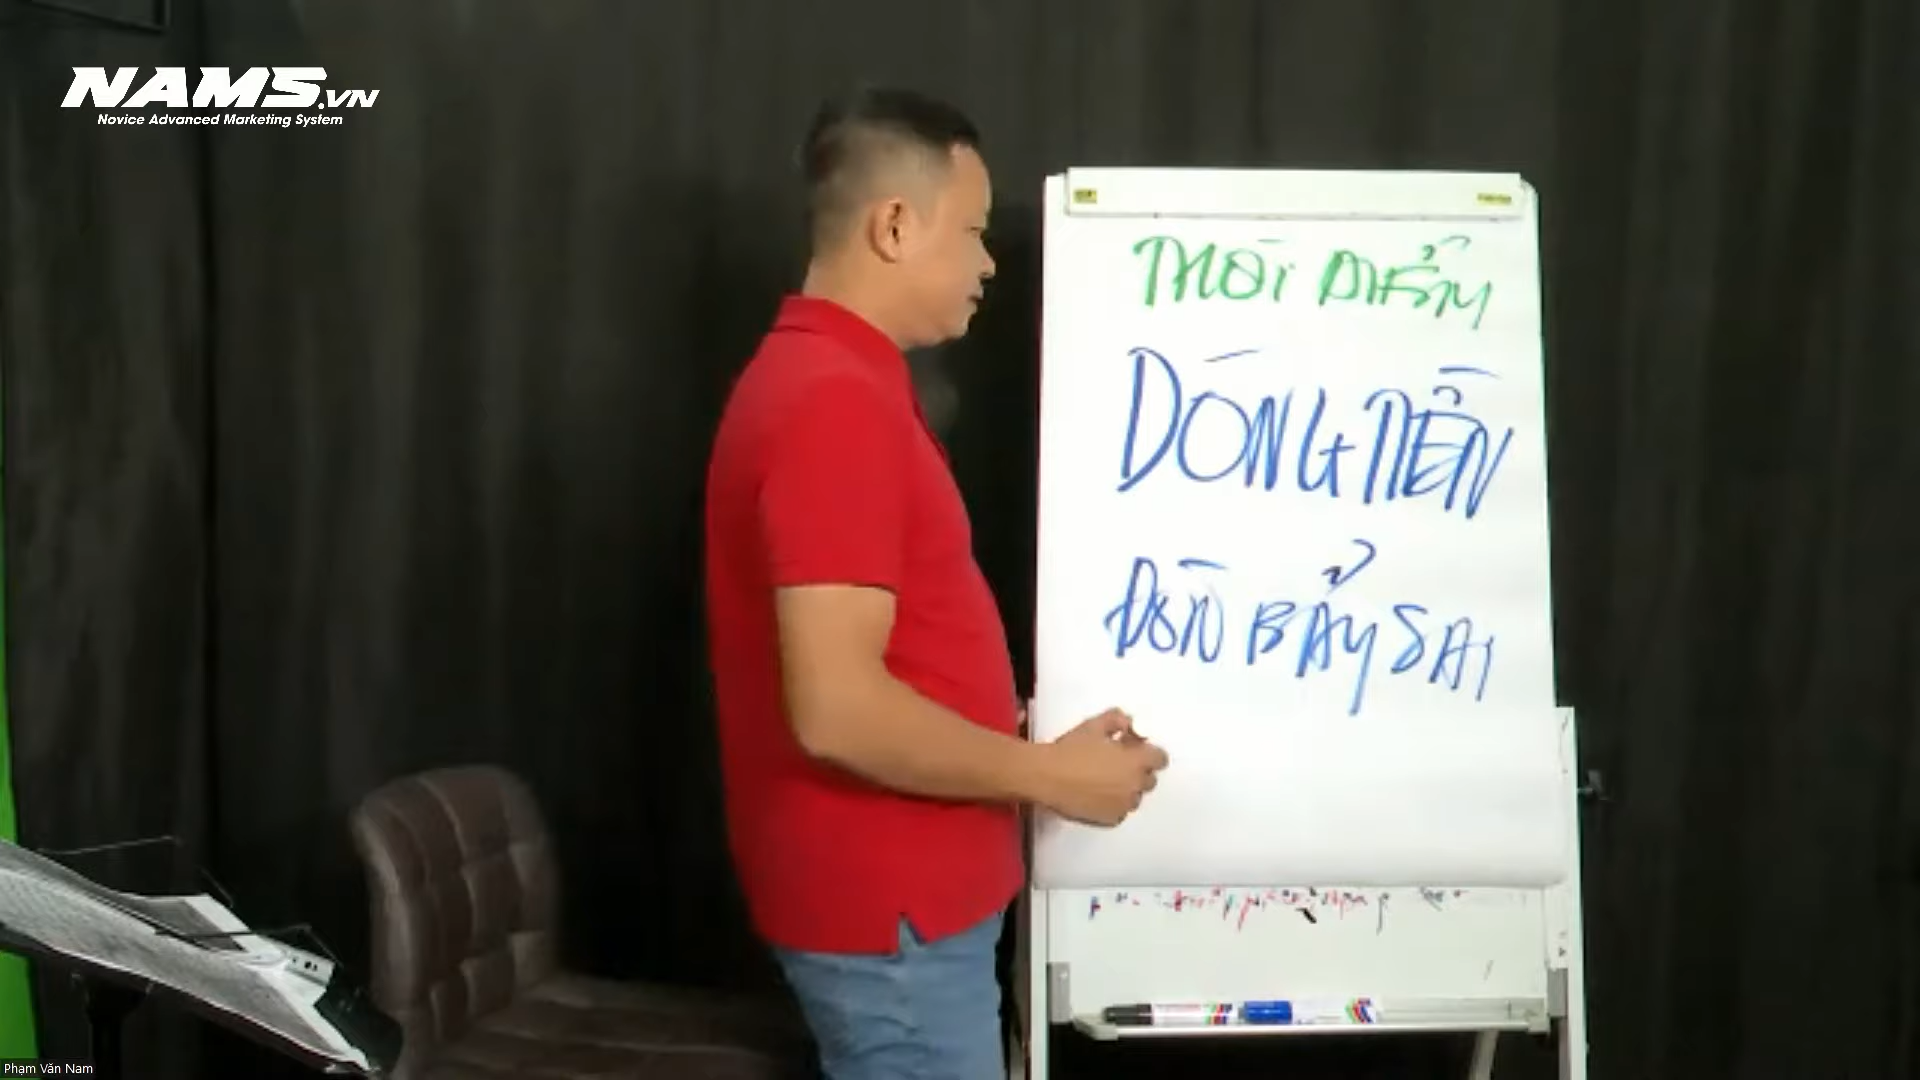 NAMS.VN
Novice Advanced Marketing System
THỜI ĐIỂM
DÒNG TIỀN
ĐÒN BẨY SAI
Phạm Văn Nam